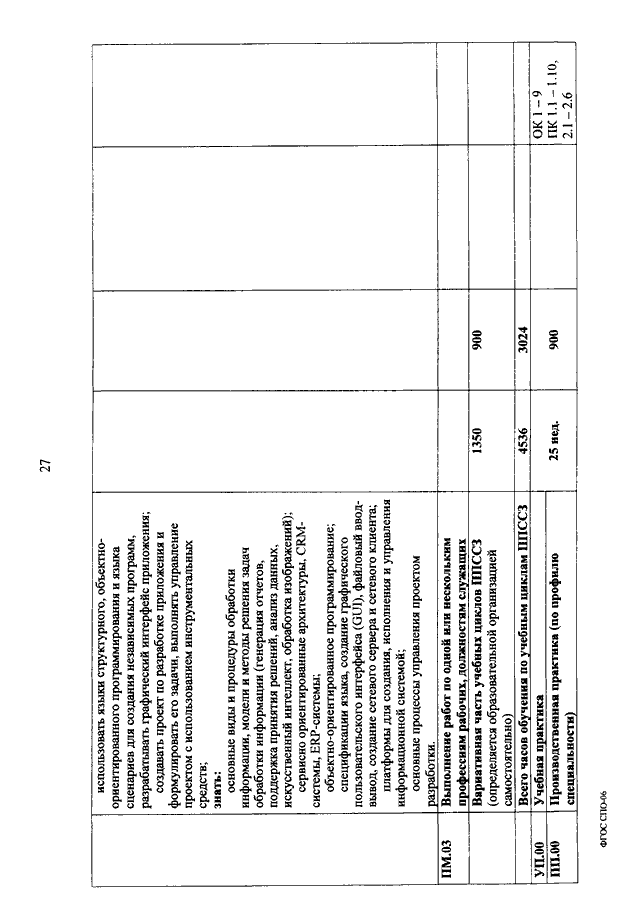 27
использовать языки структурного, объектно-
ориентированного программирования и языка
сценариев для создания независимых программ,
разрабатывать графический интерфейс приложения;
создавать проект по разработке приложения и
формулировать его задачи, выполнять управление
проектом с использованием инструментальных
средств;
знать:
основные виды и процедуры обработки
информации, модели и методы решения задач
обработки информации (генерация отчетов,
поддержка принятия решений, анализ данных,
искусственный интеллект, обработка изображений);
сервисно ориентированные архитектуры, CRM-
системы, ERP-системы;
объектно-ориентированное программирование;
спецификации языка, создание графического
пользовательского интерфейса (GUI), файловый ввод-
вывод, создание сетевого сервера и сетевого клиента;
платформы для создания, исполнения и управления
информационной системой;
основные процессы управления проектом
разработки.
ПМ.03 Выполнение работ по одной или нескольким
профессиям рабочих, должностям служащих
Вариативная часть учебных циклов ППССЗ 1350 900
(определяется образовательной организацией
самостоятельно)
Всего часов обучения по учебным циклам ППССЗ 4536 3024
УП.00 Учебная практика ОК 1 – 9
ПП.00 Производственная практика (по профилю 25 нед. 900 ПК 1.1 – 1.10,
специальности) 2.1 – 2.6
ФГОС СПО-06